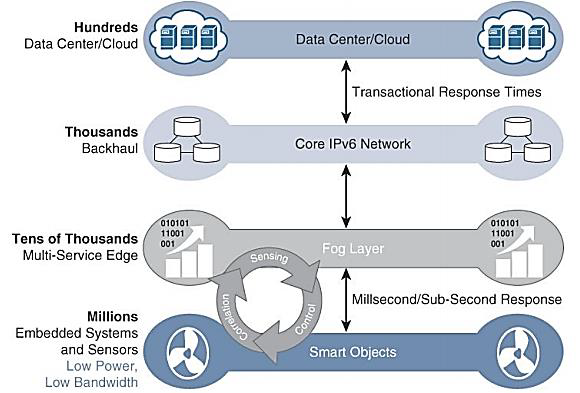 Hundreds
Data Center/Cloud
Data Center/Cloud
Transactional Response Times
Thousands
Backhaul
Core IPv6 Network
Tens of Thousands
Multi-Service Edge
010101
11001
001
Fog Layer
010101
11001
001
Sensing
Control
Correlation
Millsecond/Sub-Second Response
Millions
Embedded Systems
and Sensors
Low Power,
Low Bandwidth
Smart Objects